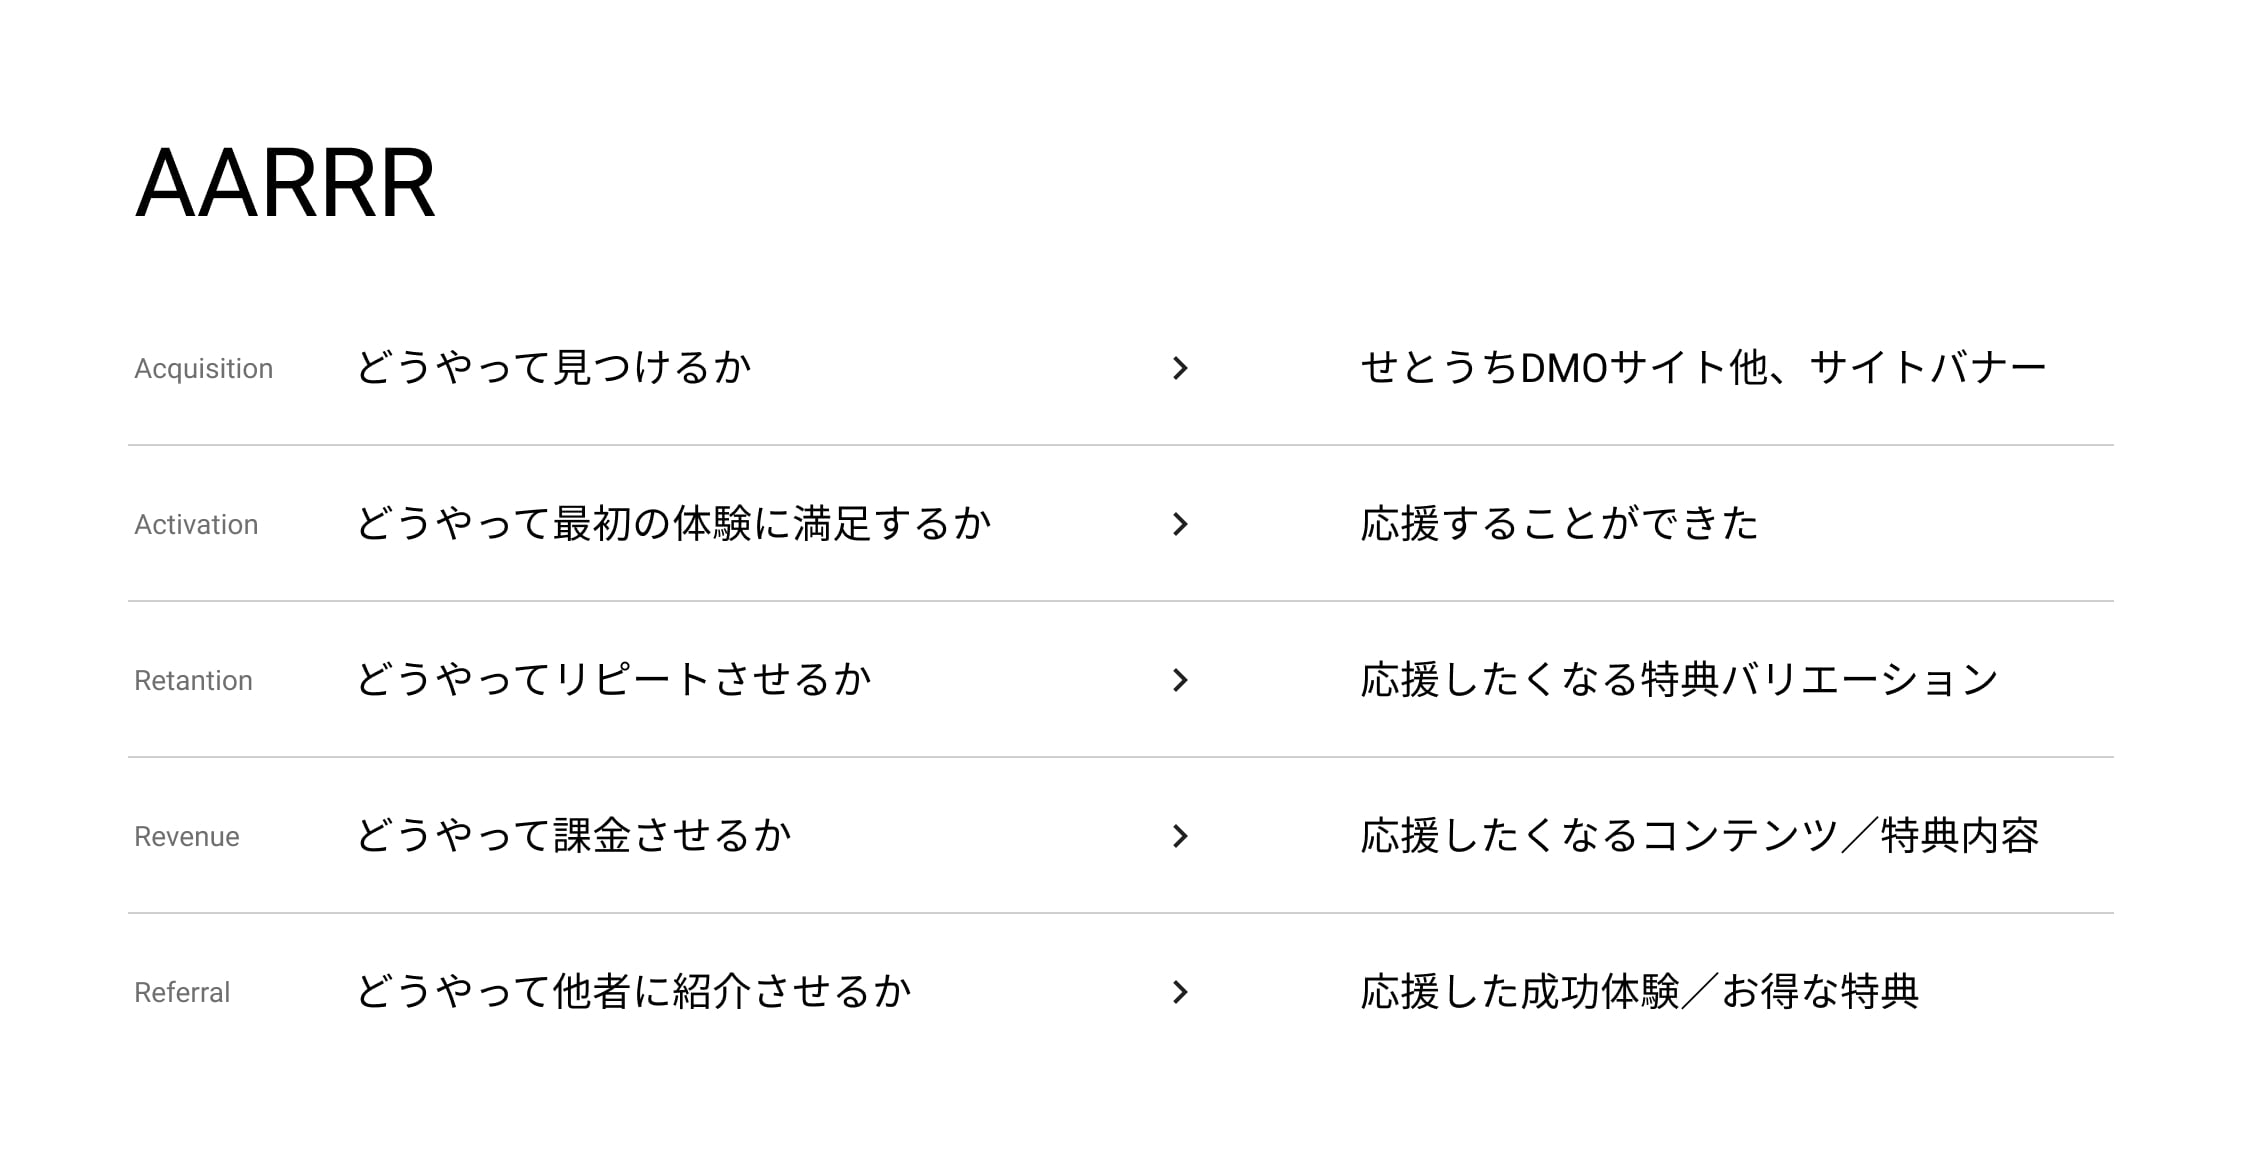 AARRR
Acquisition どうやって見つけるか > せとうちDMOサイト他、サイトバナー
Activation どうやって最初の体験に満足するか > 応援することができた
Retantion どうやってリピートさせるか > 応援したくなる特典バリエーション
Revenue どうやって課金させるか > 応援したくなるコンテンツ／特典内容
Referral どうやって他者に紹介させるか > 応援した成功体験／お得な特典